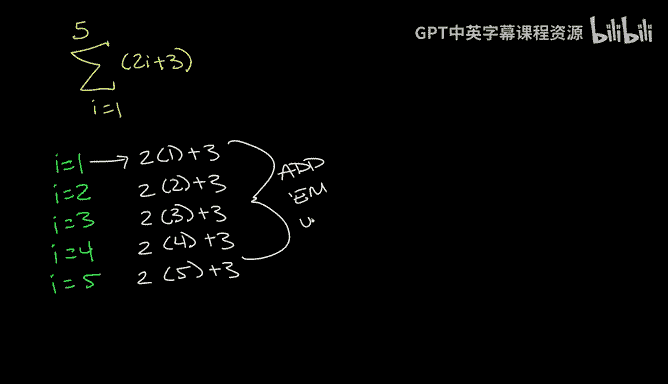 GPT中英字幕课程资源 bilibili
5
∑ (2i+3)
i=1
i=1 → 2(1)+3
i=2 2(2)+3
i=3 2(3)+3
i=4 2(4)+3
i=5 2(5)+3
ADD
'EM